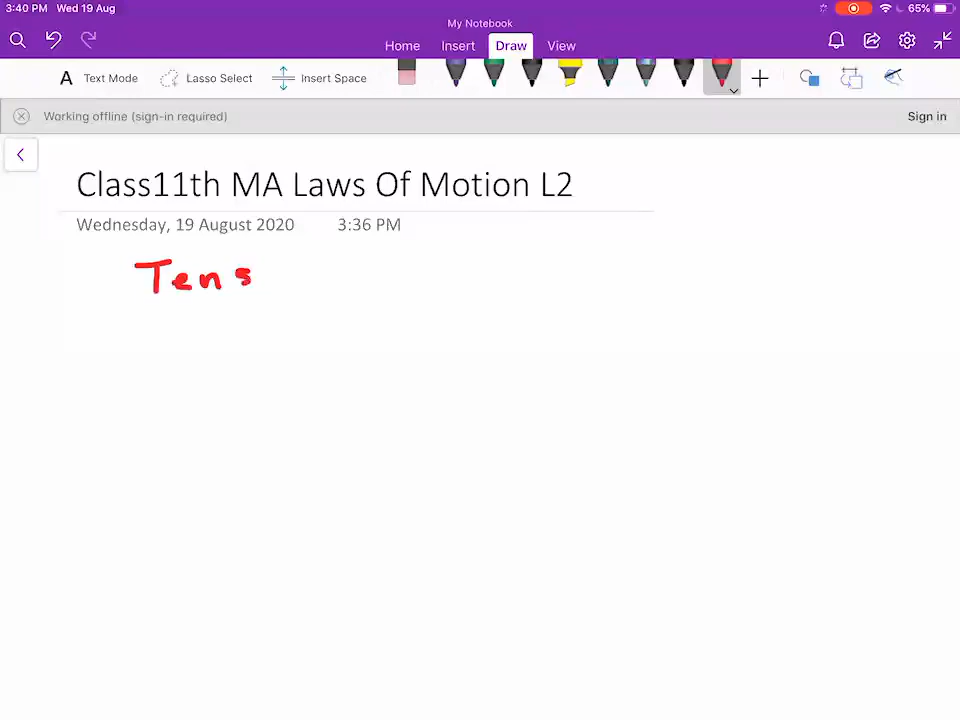 3:40 PM Wed 19 Aug 65%
My Notebook
Home Insert Draw View
A Text Mode Lasso Select Insert Space
Working offline (sign-in required) Sign in
Class11th MA Laws Of Motion L2
Wednesday, 19 August 2020 3:36 PM
Tens